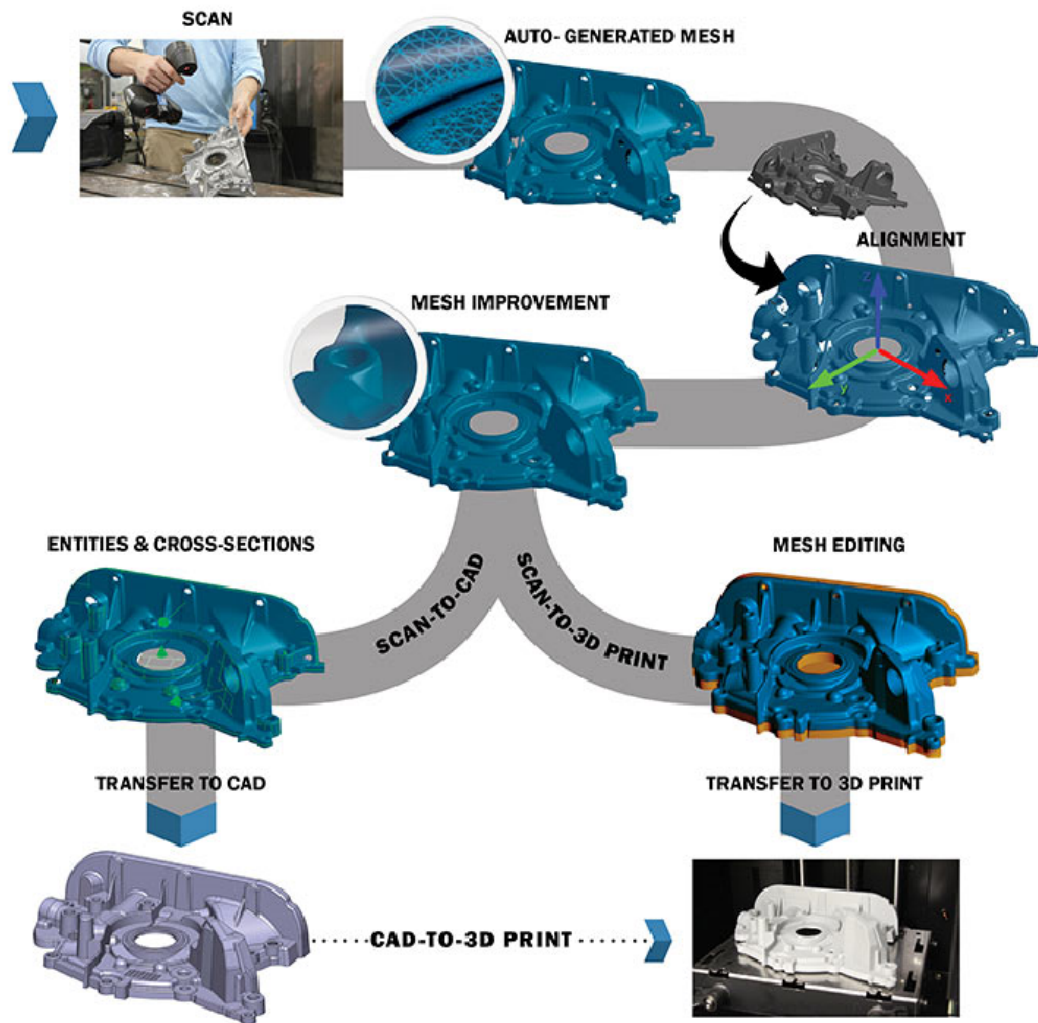 SCAN
AUTO- GENERATED MESH
ALIGNMENT
Z
y
X
MESH IMPROVEMENT
ENTITIES & CROSS-SECTIONS
MESH EDITING
SCAN-TO-CAD
SCAN-TO-3D PRINT
TRANSFER TO CAD
TRANSFER TO 3D PRINT
CAD-TO-3D PRINT